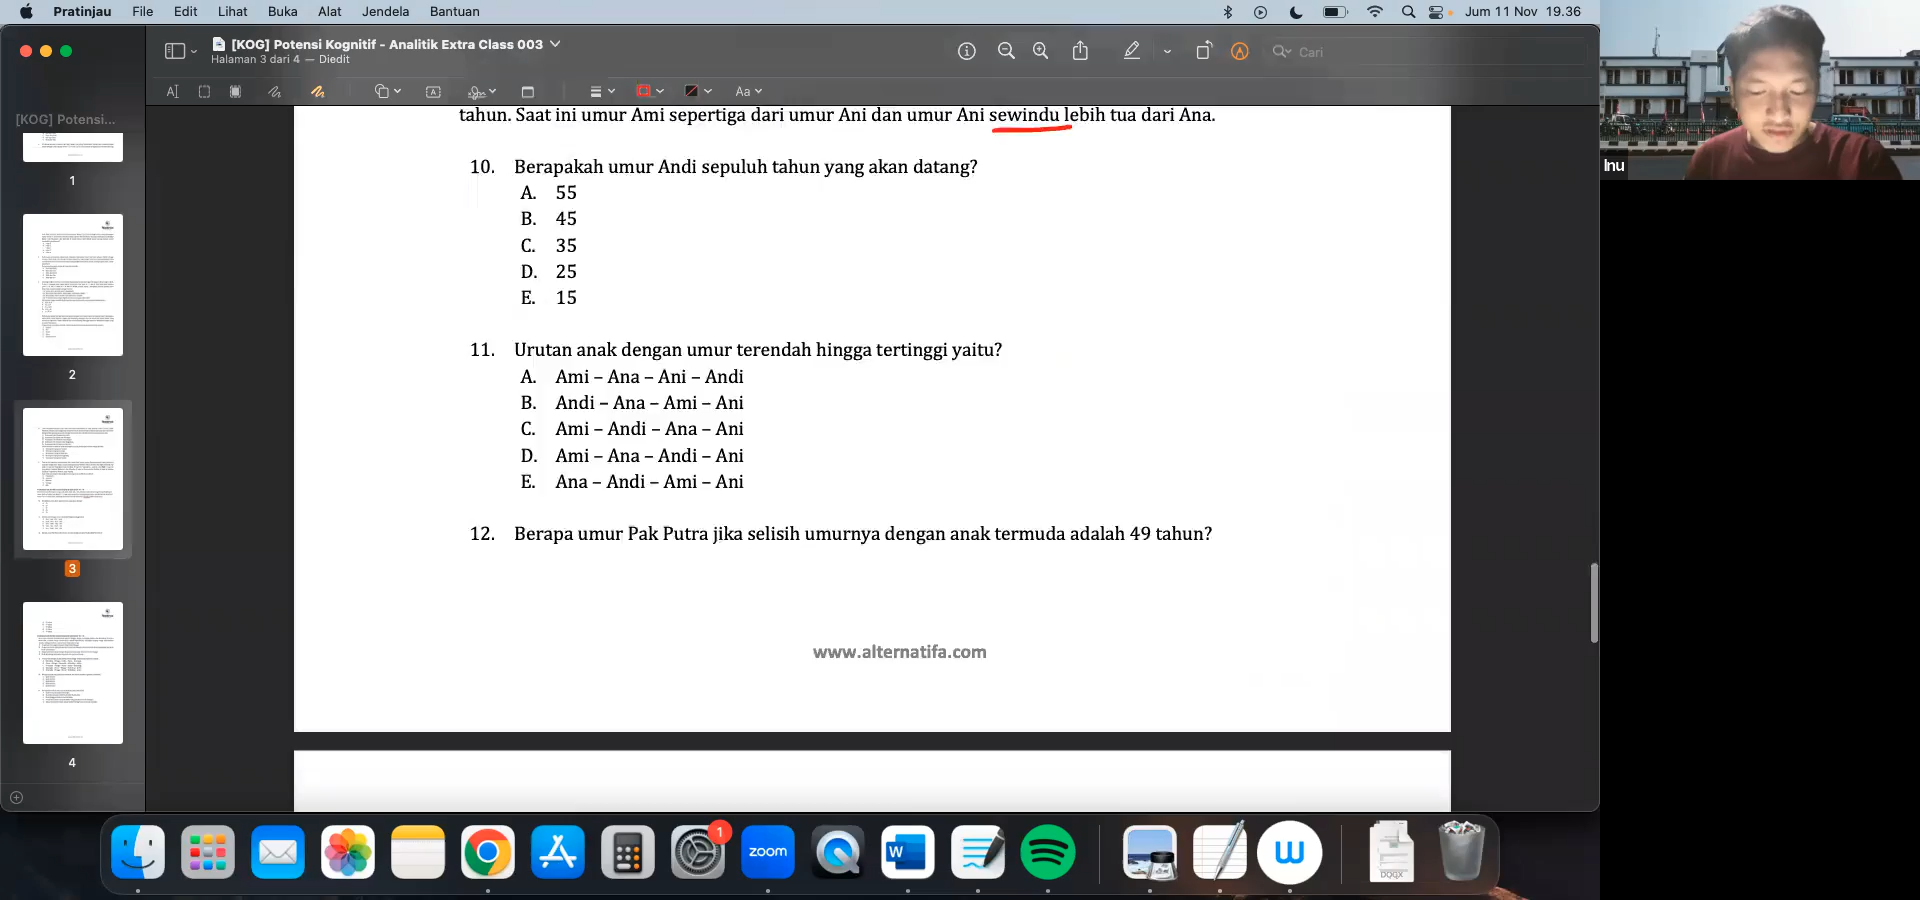 Pratinjau File Edit Lihat Buka Alat Jendela Bantuan Jum 11 Nov 19.36
[KOG] Potensi Kognitif - Analitik Extra Class 003
Halaman 3 dari 4 — Diedit
Cari
Aa
[KOG] Potensi...
1
2
3
4
tahun. Saat ini umur Ami sepertiga dari umur Ani dan umur Ani sewindu lebih tua dari Ana.
10. Berapakah umur Andi sepuluh tahun yang akan datang?
A. 55
B. 45
C. 35
D. 25
E. 15
11. Urutan anak dengan umur terendah hingga tertinggi yaitu?
A. Ami – Ana – Ani – Andi
B. Andi – Ana – Ami – Ani
C. Ami – Andi – Ana – Ani
D. Ami – Ana – Andi – Ani
E. Ana – Andi – Ami – Ani
12. Berapa umur Pak Putra jika selisih umurnya dengan anak termuda adalah 49 tahun?
www.alternatifa.com
Inu
1
zoom
W
DOCX